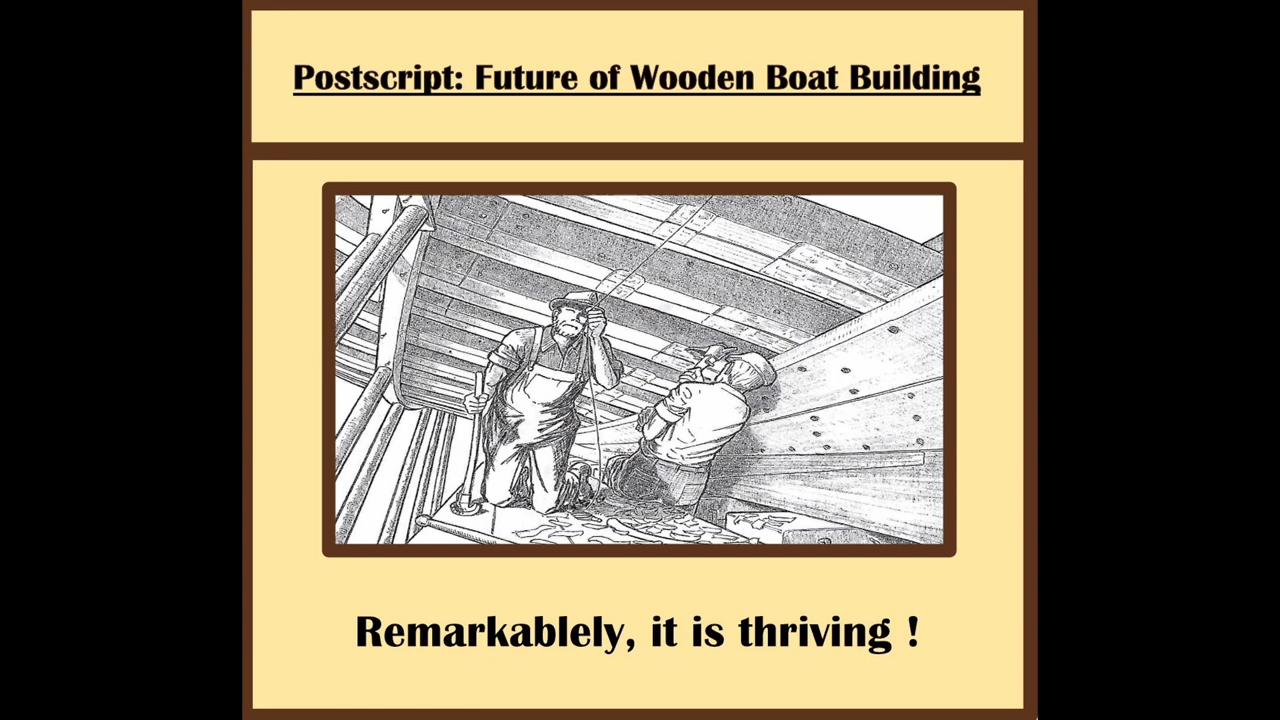 Postscript: Future of Wooden Boat Building
Remarkablely, it is thriving !